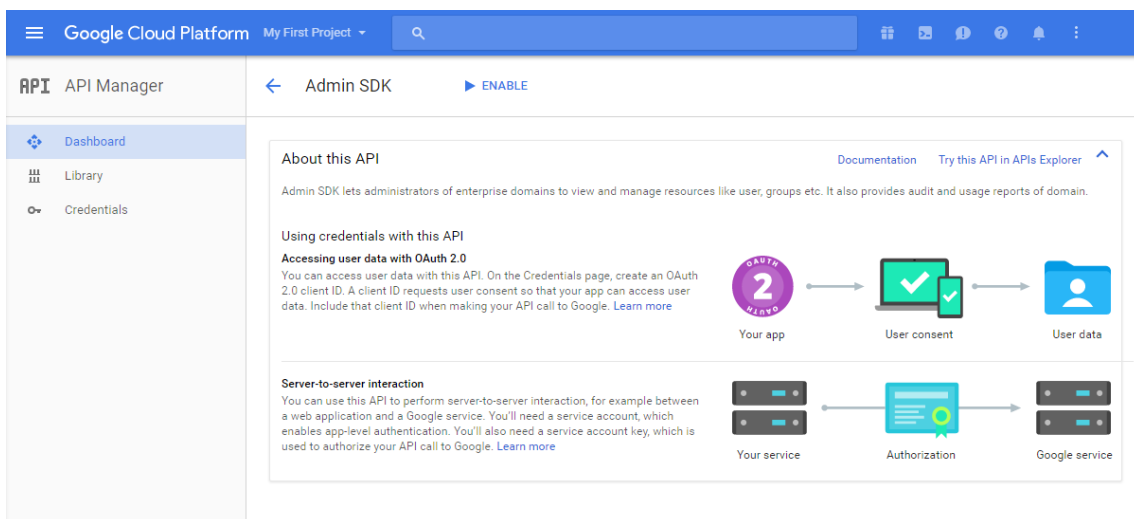 Google Cloud Platform My First Project
API API Manager
Admin SDK
ENABLE
Dashboard
Library
Credentials
About this API
Documentation
Try this API in APIs Explorer
Admin SDK lets administrators of enterprise domains to view and manage resources like user, groups etc. It also provides audit and usage reports of domain.
Using credentials with this API
Accessing user data with OAuth 2.0
You can access user data with this API. On the Credentials page, create an OAuth
2.0 client ID. A client ID requests user consent so that your app can access user
data. Include that client ID when making your API call to Google. Learn more
OAUTH
2
OAUTH
Your app
User consent
User data
Server-to-server interaction
You can use this API to perform server-to-server interaction, for example between
a web application and a Google service. You'll need a service account, which
enables app-level authentication. You'll also need a service account key, which is
used to authorize your API call to Google. Learn more
Your service
Authorization
Google service